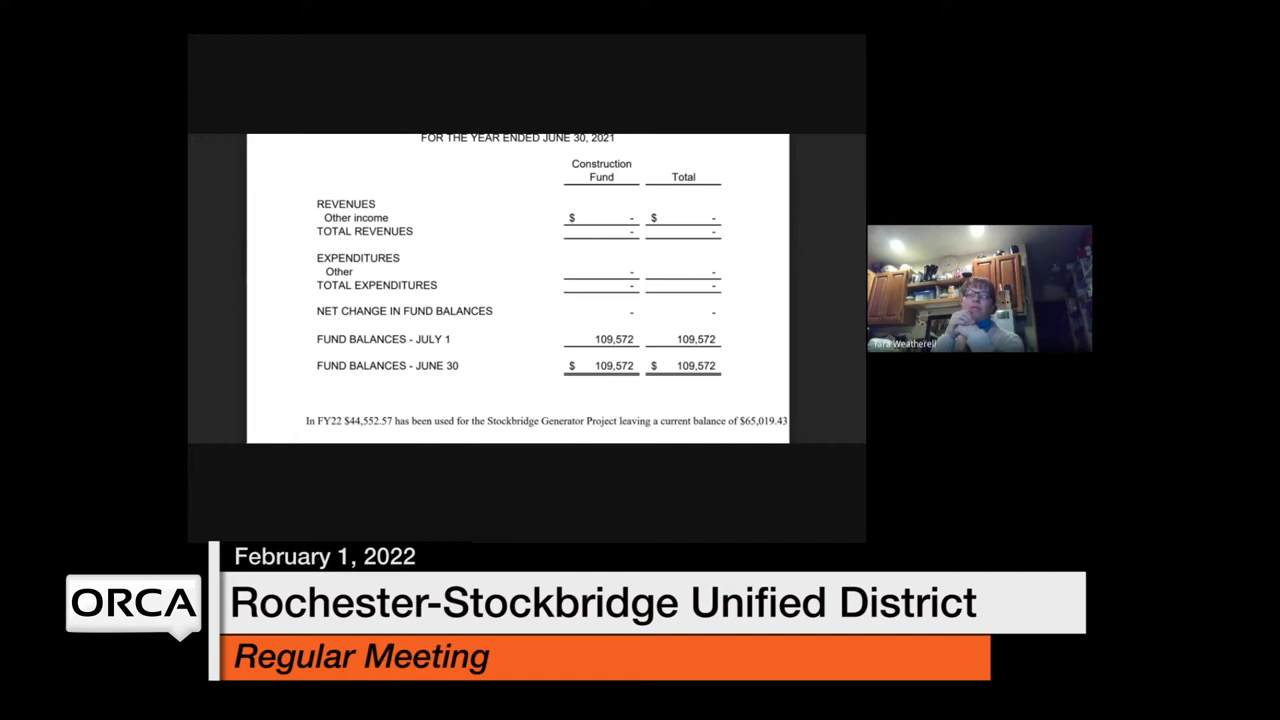 FOR THE YEAR ENDED JUNE 30, 2021
Construction
Fund Total
REVENUES
Other income $ - $ -
TOTAL REVENUES - -
EXPENDITURES
Other - -
TOTAL EXPENDITURES - -
NET CHANGE IN FUND BALANCES - -
FUND BALANCES - JULY 1 109,572 109,572
FUND BALANCES - JUNE 30 $ 109,572 $ 109,572
In FY22 $44,552.57 has been used for the Stockbridge Generator Project leaving a current balance of $65,019.43
Tara Weatherell
February 1, 2022
ORCA
Rochester-Stockbridge Unified District
Regular Meeting